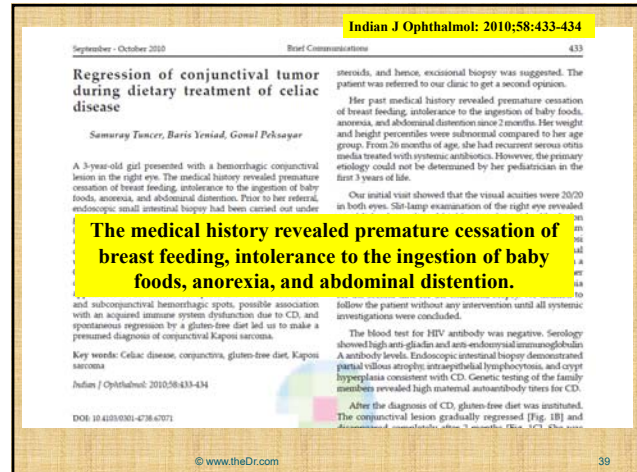 Indian J Ophthalmol: 2010;58:433-434
September - October 2010 Brief Communications 433
Regression of conjunctival tumor
during dietary treatment of celiac
disease
Samuray Tuncer, Baris Yeniad, Gonul Peksayar
A 3-year-old girl presented with a hemorrhagic conjunctival
lesion in the right eye. The medical history revealed premature
cessation of breast feeding, intolerance to the ingestion of baby
foods, anorexia, and abdominal distention. Prior to her referral,
endoscopic small intestinal biopsy had been carried out under
The medical history revealed premature cessation of
breast feeding, intolerance to the ingestion of baby
foods, anorexia, and abdominal distention.
and subconjunctival hemorrhagic spots, possible association
with an acquired immune system dysfunction due to CD, and
spontaneous regression by a gluten-free diet led us to make a
presumed diagnosis of conjunctival Kaposi sarcoma.
Key words: Celiac disease, conjunctiva, gluten-free diet, Kaposi
sarcoma
Indian J Ophthalmol: 2010;58:433-434
DOI: 10.4103/0301-4738.67071
steroids, and hence, excisional biopsy was suggested. The
patient was referred to our clinic to get a second opinion.
Her past medical history revealed premature cessation
of breast feeding, intolerance to the ingestion of baby foods,
anorexia, and abdominal distention since 2 months. Her weight
and height percentiles were subnormal compared to her age
group. From 26 months of age, she had recurrent serous otitis
media treated with systemic antibiotics. However, the primary
etiology could not be determined by her pediatrician in the
first 3 years of life.
Our initial visit showed that the visual acuities were 20/20
in both eyes. Slit-lamp examination of the right eye revealed
follow the patient without any intervention until all systemic
investigations were concluded.
The blood test for HIV antibody was negative. Serology
showed high anti-gliadin and anti-endomysial immunoglobulin
A antibody levels. Endoscopic intestinal biopsy demonstrated
partial villous atrophy, intraepithelial lymphocytosis, and crypt
hyperplasia consistent with CD. Genetic testing of the family
members revealed high maternal autoantibody titers for CD.
After the diagnosis of CD, gluten-free diet was instituted.
The conjunctival lesion gradually regressed [Fig. 1B] and
© www.theDr.com 39